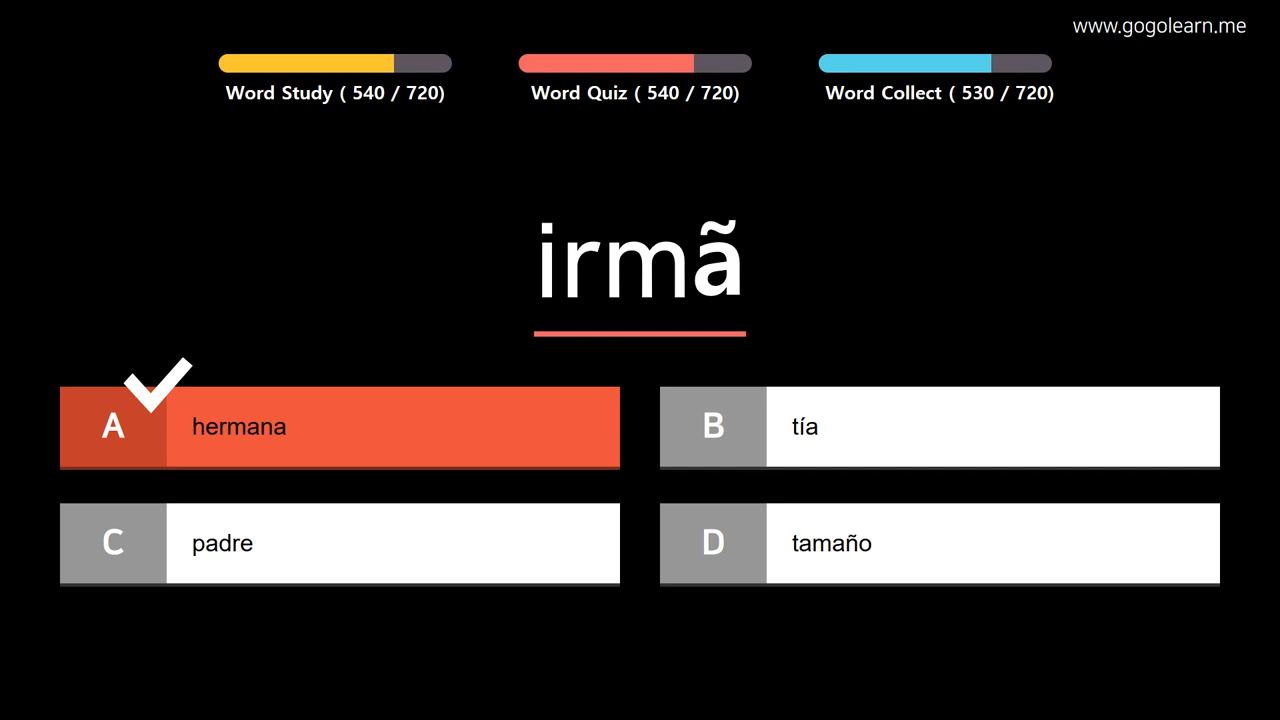 www.gogolearn.me
Word Study ( 540 / 720)
Word Quiz ( 540 / 720)
Word Collect ( 530 / 720)
irmã
A hermana
B tía
C padre
D tamaño